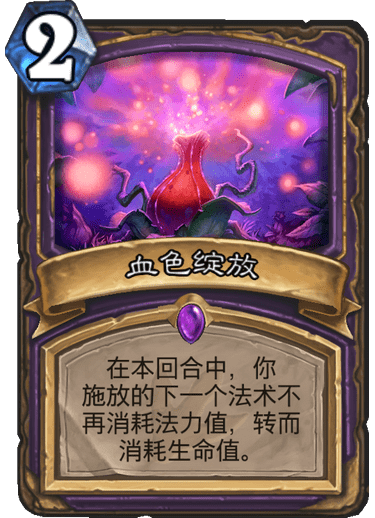 2
血色绽放
在本回合中，你
施放的下一个法术不
再消耗法力值，转而
消耗生命值。